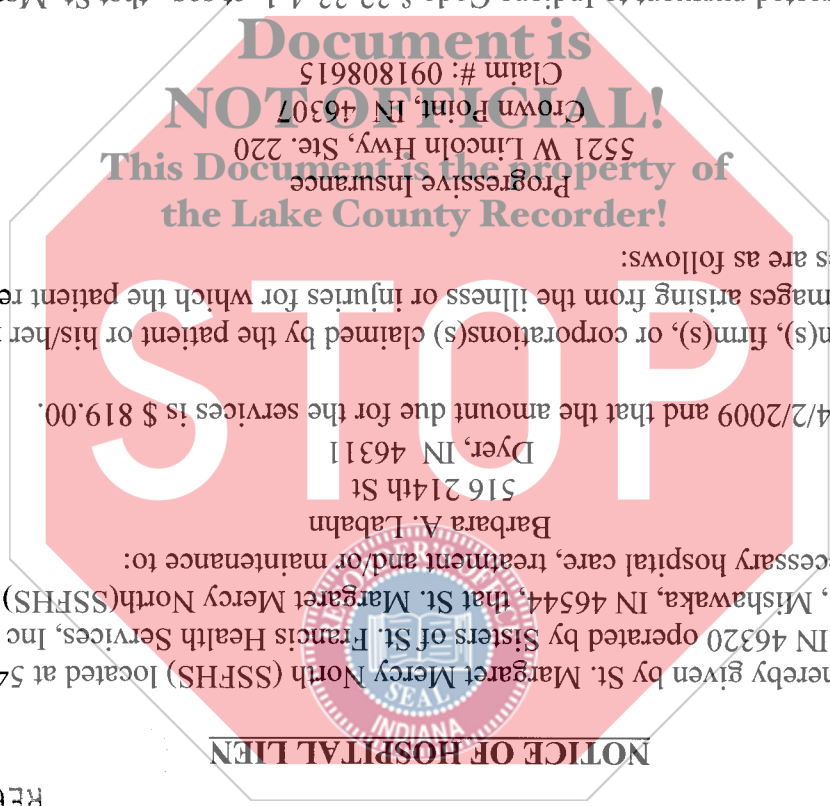 REC
NOTICE OF HOSPITAL LIEN
hereby given by St. Margaret Mercy North (SSFHS) located at 54
IN 46320 operated by Sisters of St. Francis Health Services, Inc
, Mishawaka, IN 46544, that St. Margaret Mercy North(SSFHS)
cessary hospital care, treatment and/or maintenance to:
Barbara A. Labahn
516 214th St
Dyer, IN 46311
4/2/2009 and that the amount due for the services is $ 819.00.
n(s), firm(s), or corporations(s) claimed by the patient or his/her
mages arising from the illness or injuries for which the patient re
s are as follows:
Progressive Insurance
5521 W Lincoln Hwy, Ste. 220
Crown Point, IN 46307
Claim #: 091808615
Document is
NOT OFFICIAL!
This Document is the property of
the Lake County Recorder!
STOP
RECORDER'S OFFICE
SEAL
INDIANA